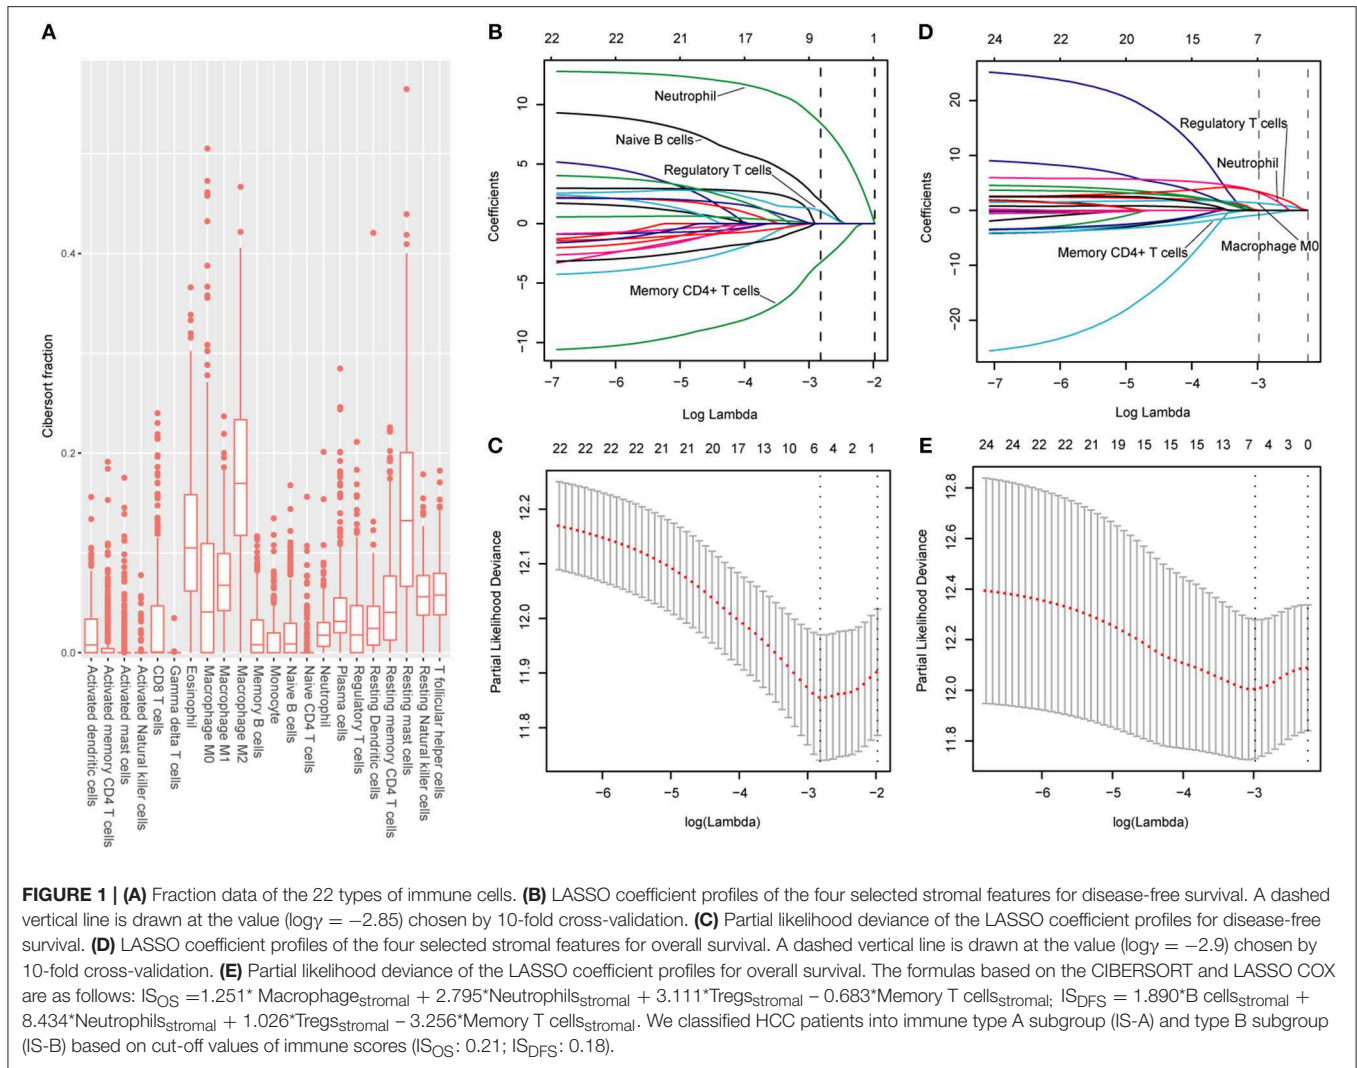 A
Cibersort fraction
0.4
0.2
0.0
Activated dendritic cells
Activated memory CD4 T cells
Activated mast cells
Activated Natural killer cells
CD8 T cells
Gamma delta T cells
Eosinophil
Macrophage M0
Macrophage M1
Macrophage M2
Memory B cells
Monocyte
Naive B cells
Naive CD4 T cells
Neutrophil
Plasma cells
Regulatory T cells
Resting Dendritic cells
Resting memory CD4 T cells
Resting mast cells
Resting Natural killer cells
T follicular helper cells
B
22 22 21 17 9 1
Coefficients
10
5
0
−5
−10
Neutrophil
Naive B cells
Regulatory T cells
Memory CD4+ T cells
−7 −6 −5 −4 −3 −2
Log Lambda
D
24 22 20 15 7 1
Coefficients
20
10
0
−10
−20
Regulatory T cells
Neutrophil
Macrophage M0
Memory CD4+ T cells
−7 −6 −5 −4 −3
Log Lambda
C
22 22 22 22 21 21 20 17 13 10 6 4 2 1
Partial Likelihood Deviance
12.2
12.1
12.0
11.9
11.8
−6 −5 −4 −3 −2
log(Lambda)
E
24 24 22 22 21 19 15 15 15 13 7 4 3 0
Partial Likelihood Deviance
12.8
12.6
12.4
12.2
12.0
11.8
−6 −5 −4 −3
log(Lambda)
FIGURE 1 | (A) Fraction data of the 22 types of immune cells. (B) LASSO coefficient profiles of the four selected stromal features for disease-free survival. A dashed
vertical line is drawn at the value (logγ = −2.85) chosen by 10-fold cross-validation. (C) Partial likelihood deviance of the LASSO coefficient profiles for disease-free
survival. (D) LASSO coefficient profiles of the four selected stromal features for overall survival. A dashed vertical line is drawn at the value (logγ = −2.9) chosen by
10-fold cross-validation. (E) Partial likelihood deviance of the LASSO coefficient profiles for overall survival. The formulas based on the CIBERSORT and LASSO COX
are as follows: ISOS =1.251* Macrophagestromal + 2.795*Neutrophilsstromal + 3.111*Tregsstromal – 0.683*Memory T cellsstromal; ISDFS = 1.890*B cellsstromal +
8.434*Neutrophilsstromal + 1.026*Tregsstromal – 3.256*Memory T cellsstromal. We classified HCC patients into immune type A subgroup (IS-A) and type B subgroup
(IS-B) based on cut-off values of immune scores (ISOS: 0.21; ISDFS: 0.18).